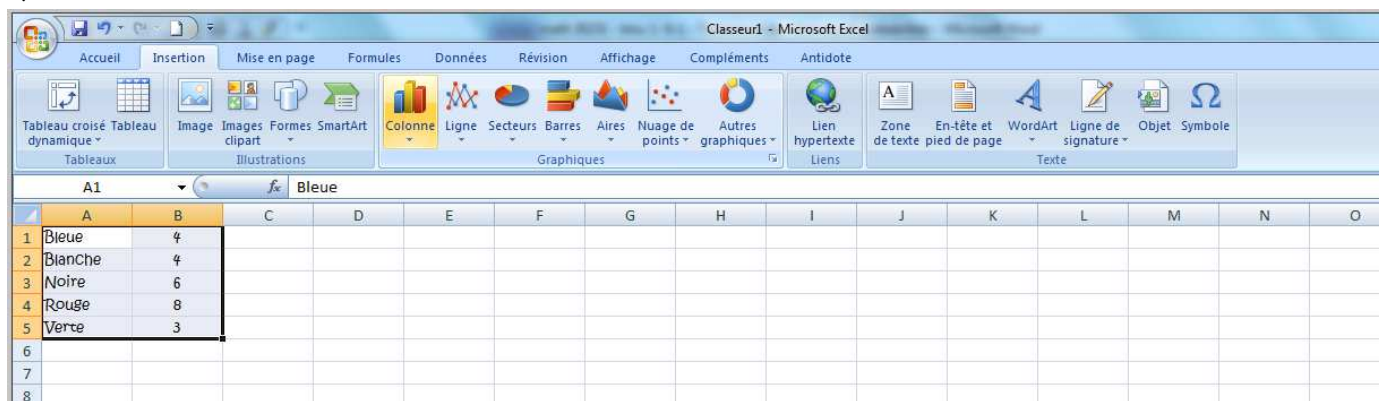 Classeur1 - Microsoft Excel
Accueil Insertion Mise en page Formules Données Révision Affichage Compléments Antidote
Tableau croisé dynamique Tableau Image Images clipart Formes SmartArt Colonne Ligne Secteurs Barres Aires Nuage de points Autres graphiques Lien hypertexte Zone de texte En-tête et pied de page WordArt Ligne de signature Objet Symbole
Tableaux Illustrations Graphiques Liens Texte
A1 fx Bleue
A B C D E F G H I J K L M N O
1 Bleue 4
2 Blanche 4
3 Noire 6
4 Rouge 8
5 Verte 3
6
7
8